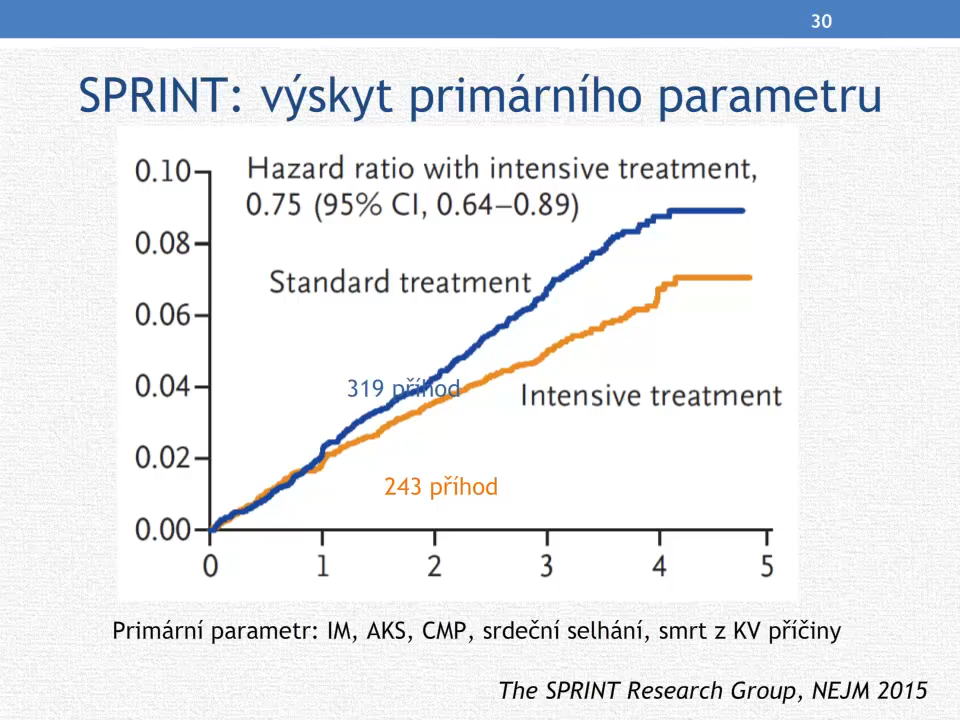 30
SPRINT: výskyt primárního parametru
Hazard ratio with intensive treatment,
0.75 (95% CI, 0.64–0.89)
0.10
0.08
Standard treatment
0.06
0.04
319 příhod
Intensive treatment
0.02
243 příhod
0.00
0 1 2 3 4 5
Primární parametr: IM, AKS, CMP, srdeční selhání, smrt z KV příčiny
The SPRINT Research Group, NEJM 2015